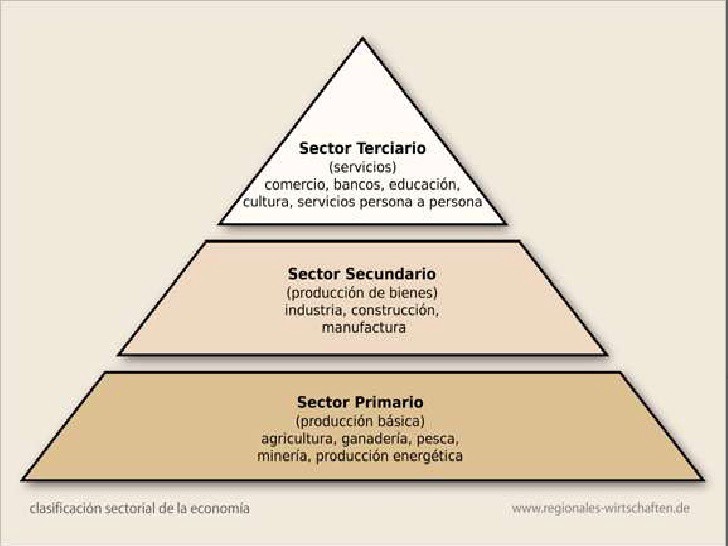 Sector Terciario
(servicios)
comercio, bancos, educación,
cultura, servicios persona a persona
Sector Secundario
(producción de bienes)
industria, construcción,
manufactura
Sector Primario
(producción básica)
agricultura, ganadería, pesca,
minería, producción energética
clasificación sectorial de la economía
www.regionales-wirtschaften.de